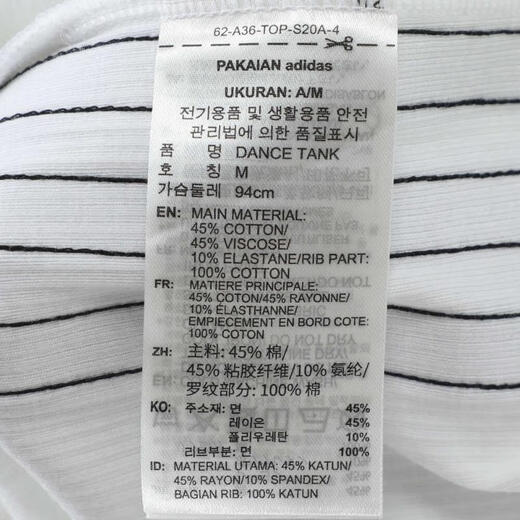 62-A36-TOP-S20A-4
PAKAIAN adidas
UKURAN: A/M
전기용품 및 생활용품 안전
관리법에 의한 품질표시
품 명 DANCE TANK
호 칭 M
가슴둘레 94cm
EN: MAIN MATERIAL:
45% COTTON/
45% VISCOSE/
10% ELASTANE/RIB PART:
100% COTTON
FR: MATIERE PRINCIPALE:
45% COTON/45% RAYONNE/
10% ÉLASTHANNE/
EMPIECEMENT EN BORD COTE:
100% COTON
ZH: 主料: 45% 棉/
45% 粘胶纤维/10% 氨纶/
罗纹部分: 100% 棉
KO: 주소재: 면 45%
레이온 45%
폴리우레탄 10%
리브부분: 면 100%
ID: MATERIAL UTAMA: 45% KATUN/
45% RAYON/10% SPANDEX/
BAGIAN RIB: 100% KATUN